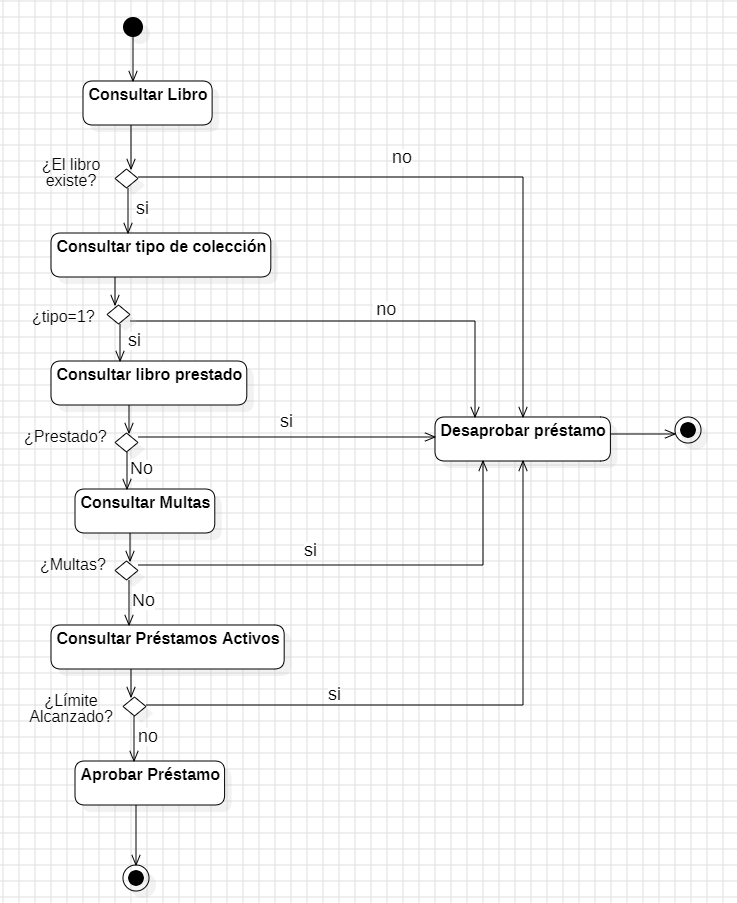 Consultar Libro
¿El libro
existe?
no
si
Consultar tipo de colección
¿tipo=1?
no
si
Consultar libro prestado
¿Prestado?
si
Desaprobar préstamo
No
Consultar Multas
¿Multas?
si
No
Consultar Préstamos Activos
¿Límite
Alcanzado?
si
no
Aprobar Préstamo